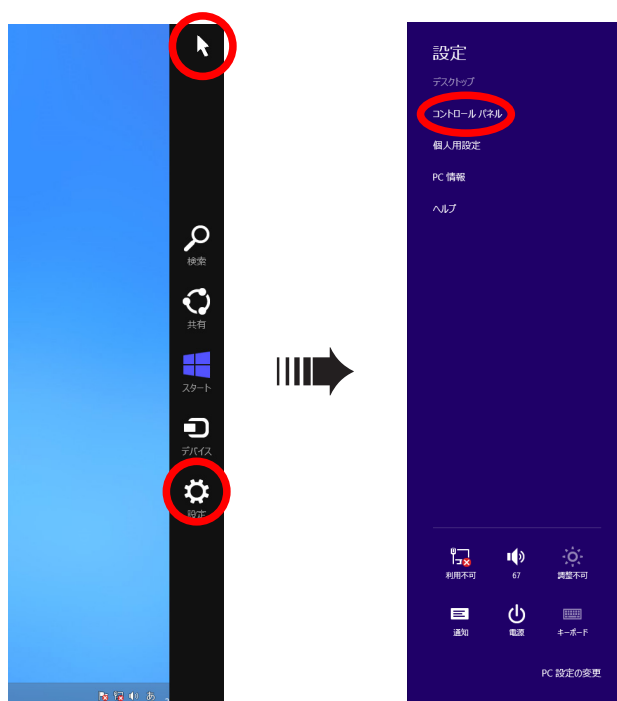 検索
共有
スタート
デバイス
設定
あ
設定
デスクトップ
コントロール パネル
個人用設定
PC 情報
ヘルプ
利用不可
67
調整不可
通知
電源
キーボード
PC 設定の変更